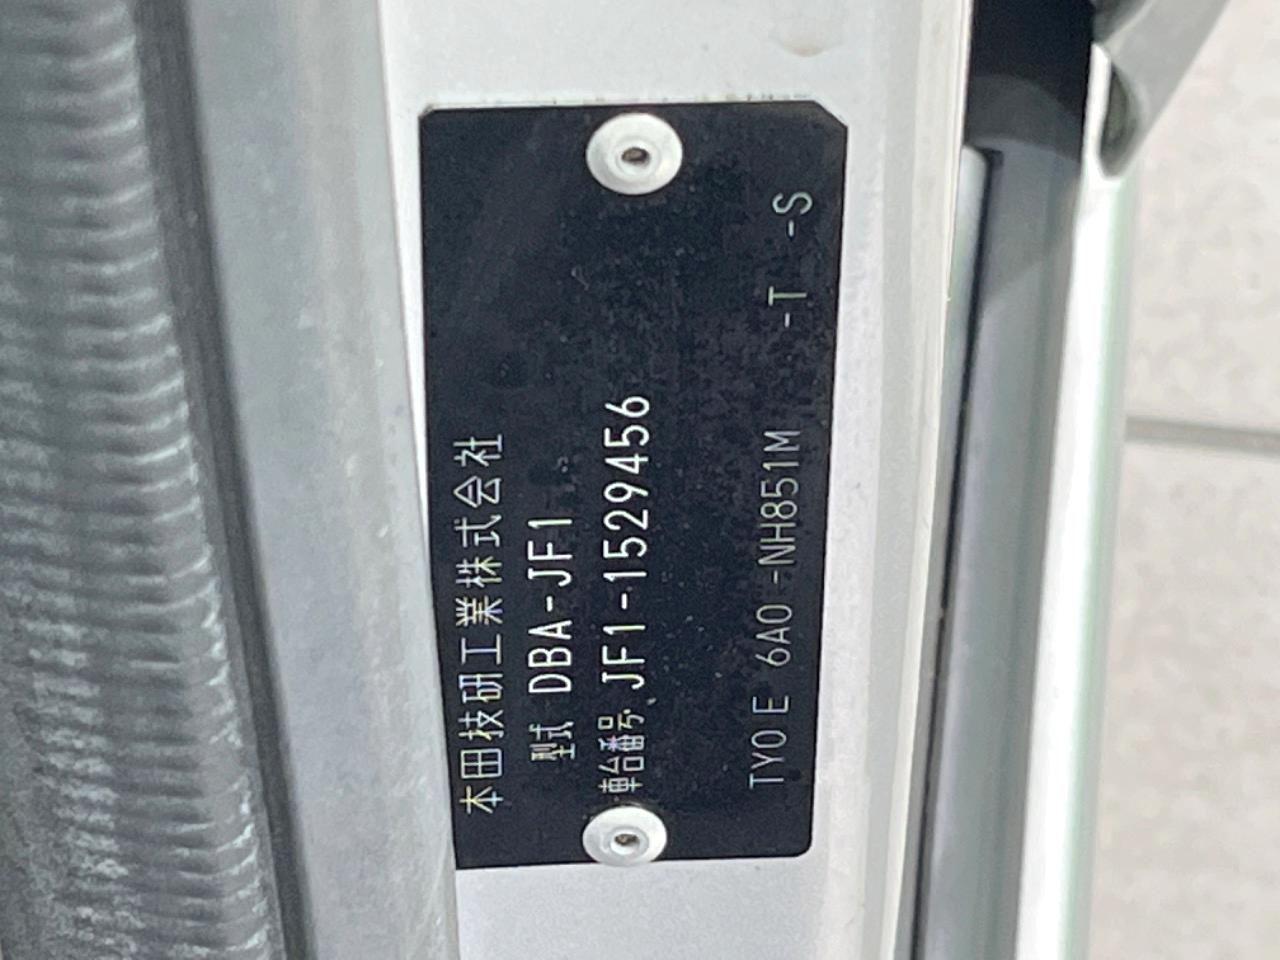 本田技研工業株式会社
型式 DBA-JF1
車台番号 JF1-1529456
TY0E 6A0 -NH851M -T -S